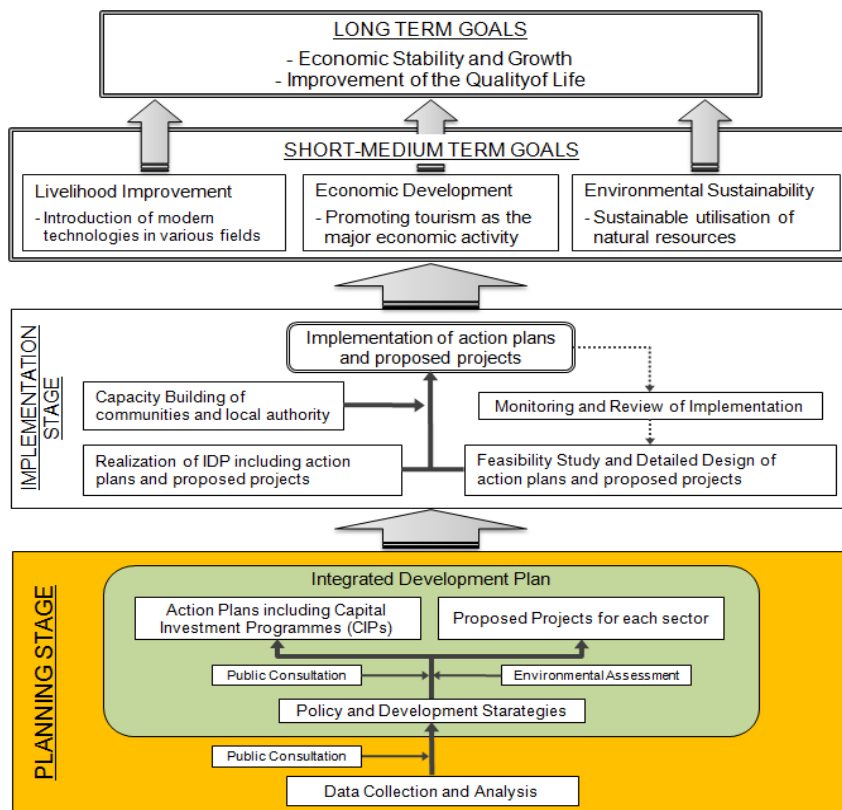 LONG TERM GOALS
- Economic Stability and Growth
- Improvement of the Qualityof Life
SHORT-MEDIUM TERM GOALS
Livelihood Improvement
- Introduction of modern
technologies in various fields
Economic Development
- Promoting tourism as the
major economic activity
Environmental Sustainability
- Sustainable utilisation of
natural resources
IMPLEMENTATION
STAGE
Implementation of action plans
and proposed projects
Capacity Building of
communities and local authority
Monitoring and Review of Implementation
Realization of IDP including action
plans and proposed projects
Feasibility Study and Detailed Design of
action plans and proposed projects
PLANNING STAGE
Integrated Development Plan
Action Plans including Capital
Investment Programmes (CIPs)
Proposed Projects for each sector
Public Consultation
Environmental Assessment
Policy and Development Starategies
Public Consultation
Data Collection and Analysis